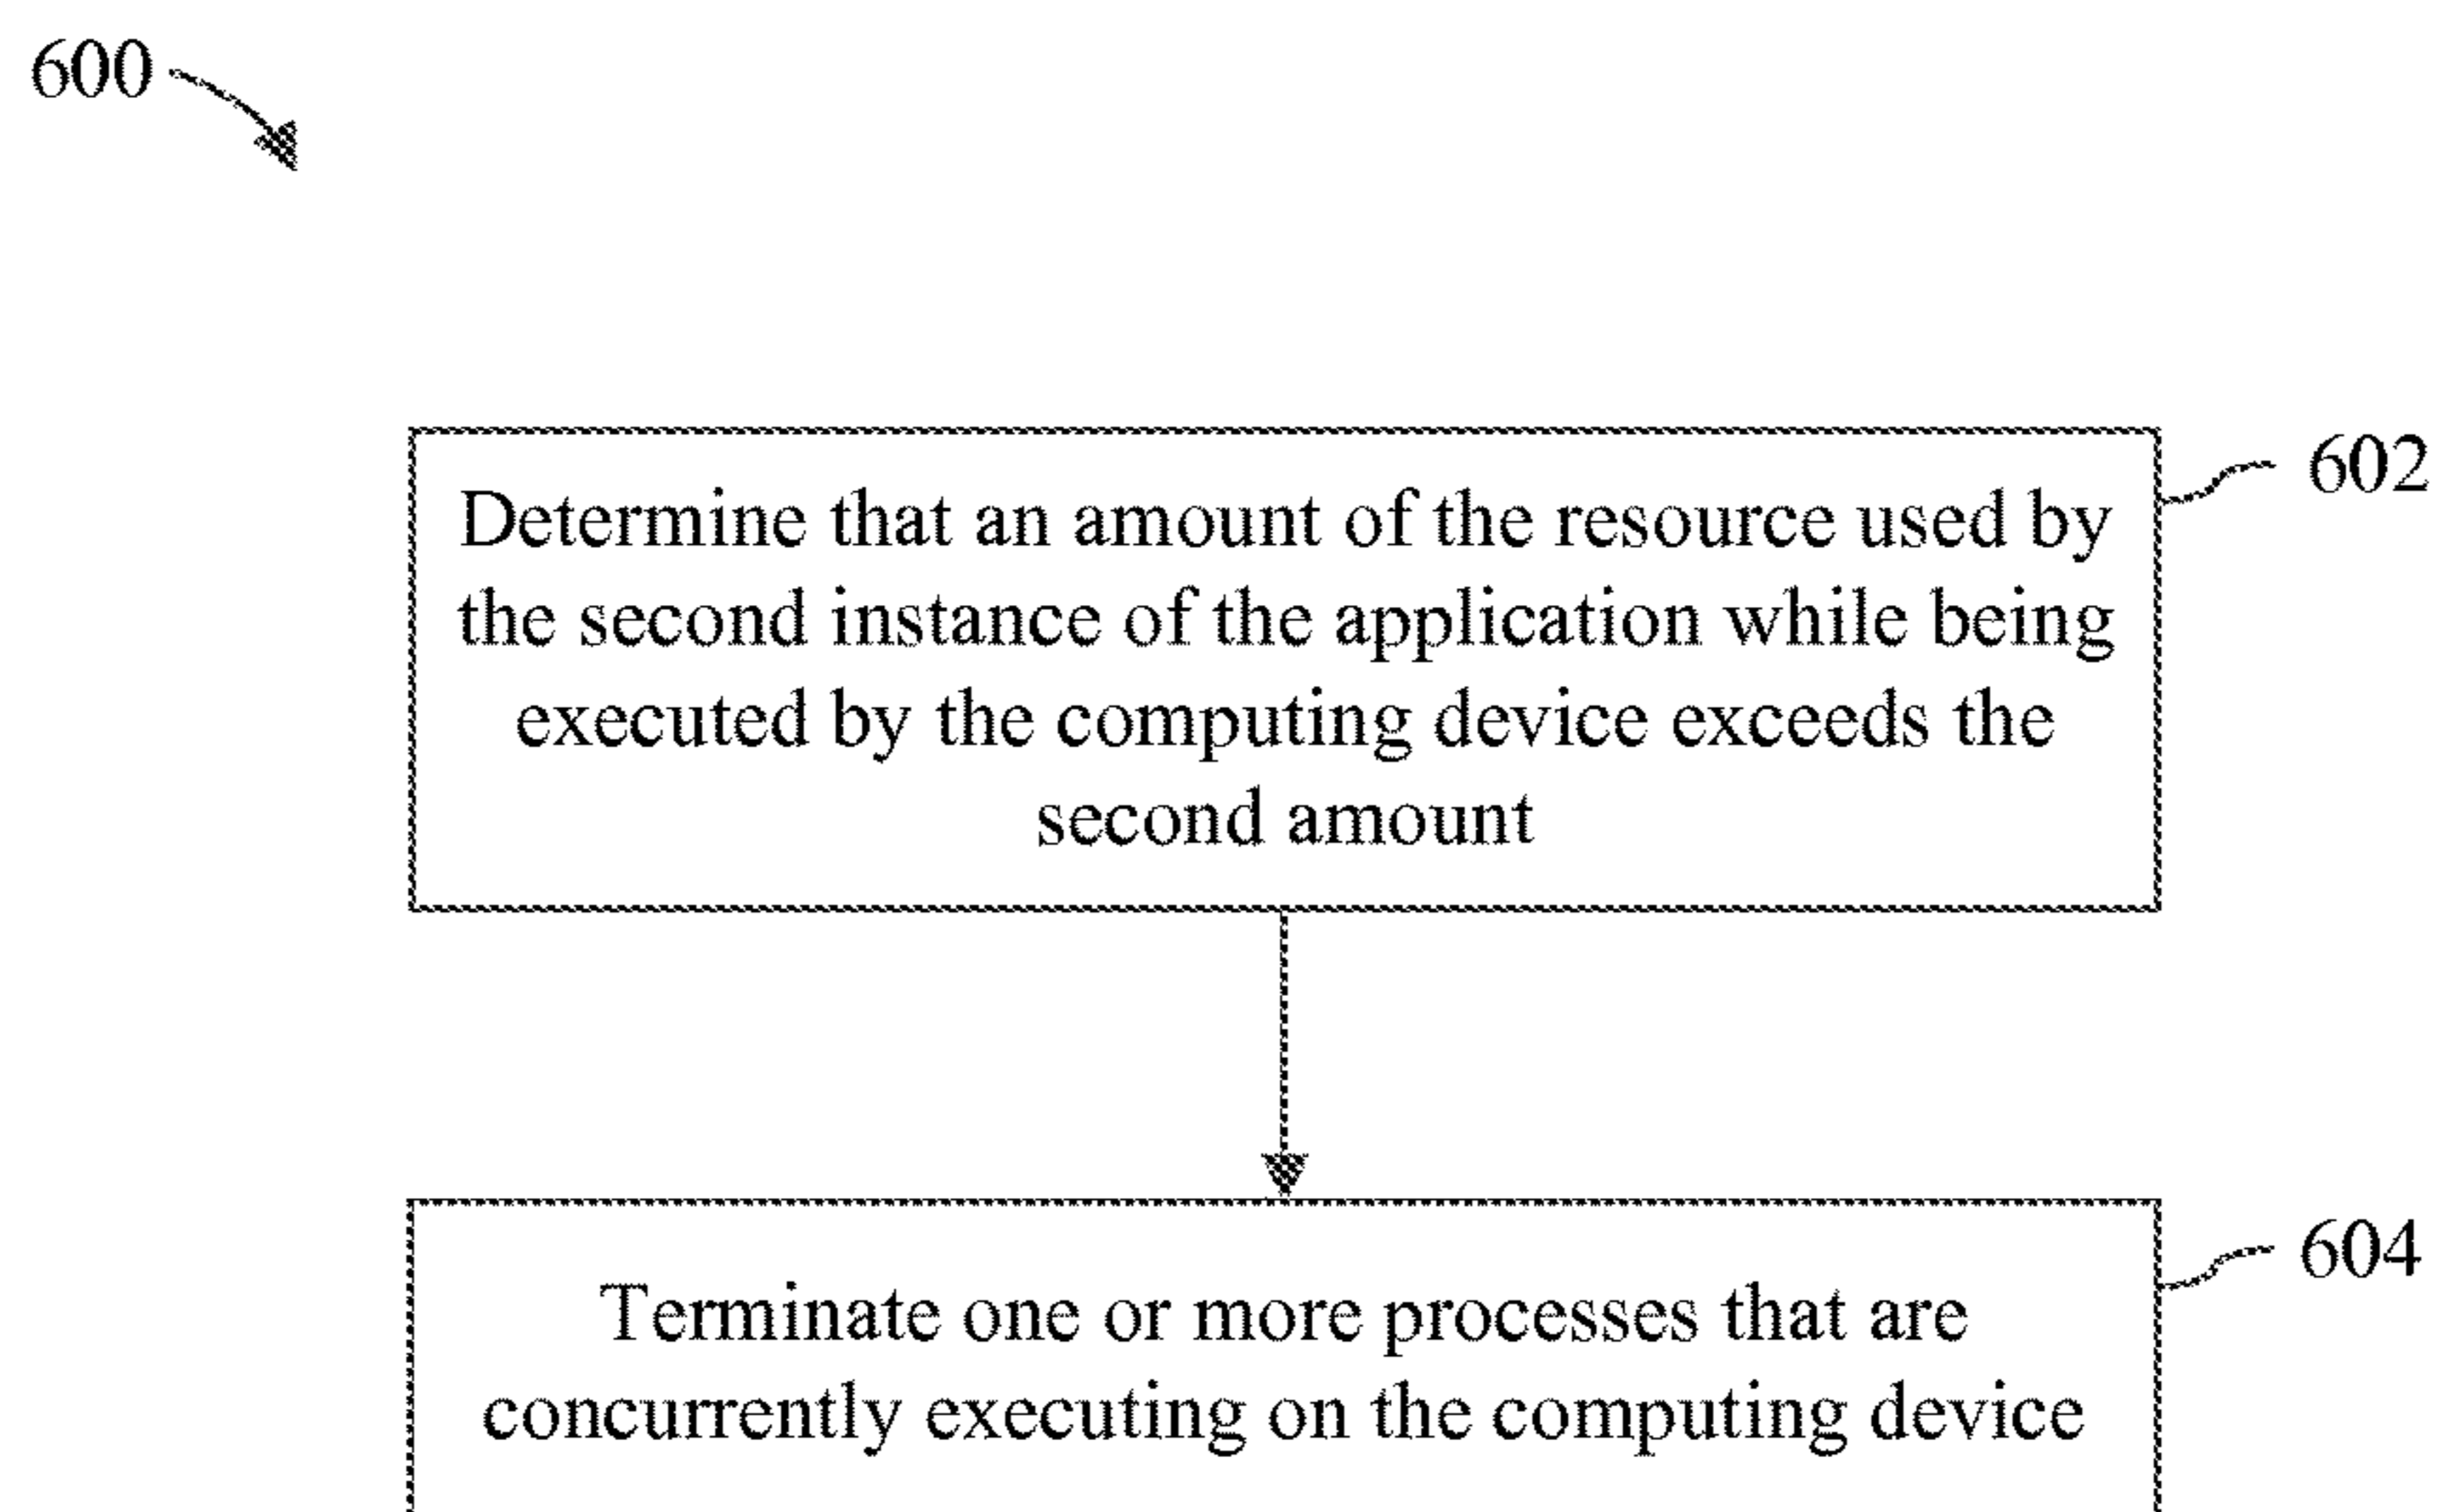 600
602
Determine that an amount of the resource used by
the second instance of the application while being
executed by the computing device exceeds the
second amount
604
Terminate one or more processes that are
concurrently executing on the computing device